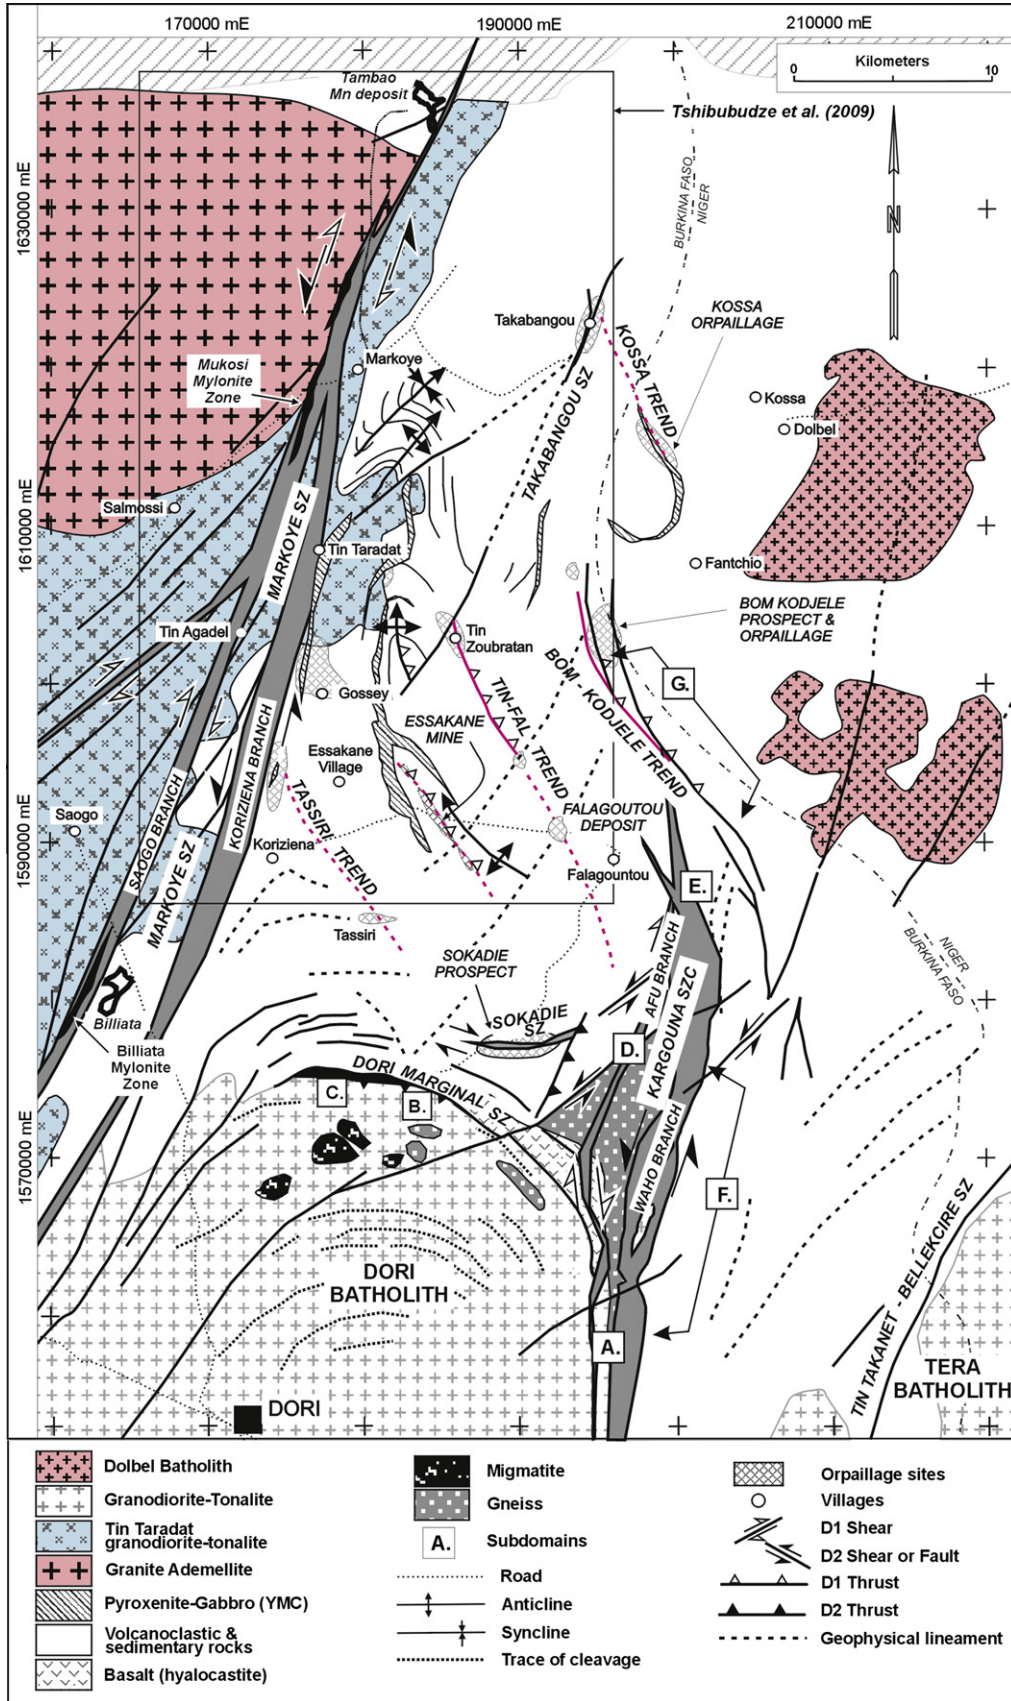 170000 mE
190000 mE
210000 mE
Kilometers
0
10
Tambao
Mn deposit
Tshibubudze et al. (2009)
1630000 mE
BURKINA FASO
NIGER
N
KOSSA
ORPAILLAGE
Takabangou
KOSSA TREND
Markoye
Mukosi
Mylonite
Zone
TAKABANGOU SZ
Kossa
Dolbel
Salmossi
MARKOYE SZ
1610000 mE
Tin Taradat
Fantchio
BOM KODJELE
PROSPECT &
ORPAILLAGE
Tin Agadel
Tin
Zoubratan
Gossey
TIN-FAL TREND
BOM - KODJELE TREND
G.
ESSAKANE
MINE
Essakane
Village
KORIZIENA BRANCH
SAOGO BRANCH
Saogo
TASSIRI TREND
FALAGOUTOU
DEPOSIT
1590000 mE
Koriziena
MARKOYE SZ
Falagountou
E.
Tassiri
NIGER
BURKINA FASO
SOKADIE
PROSPECT
AFU BRANCH
KARGOUNA SZC
Billiata
SOKADIE
SZ
D.
Billiata
Mylonite
Zone
DORI MARGINAL SZ
C.
B.
1570000 mE
WAHO BRANCH
F.
DORI
BATHOLITH
TIN TAKANET - BELLEKCIRE SZ
A.
TERA
BATHOLITH
DORI
Dolbel Batholith
Granodiorite-Tonalite
Tin Taradat
granodiorite-tonalite
Granite Ademellite
Pyroxenite-Gabbro (YMC)
Volcanoclastic &
sedimentary rocks
Basalt (hyalocastite)
Migmatite
Gneiss
A.
Subdomains
Road
Anticline
Syncline
Trace of cleavage
Orpaillage sites
Villages
D1 Shear
D2 Shear or Fault
D1 Thrust
D2 Thrust
Geophysical lineament